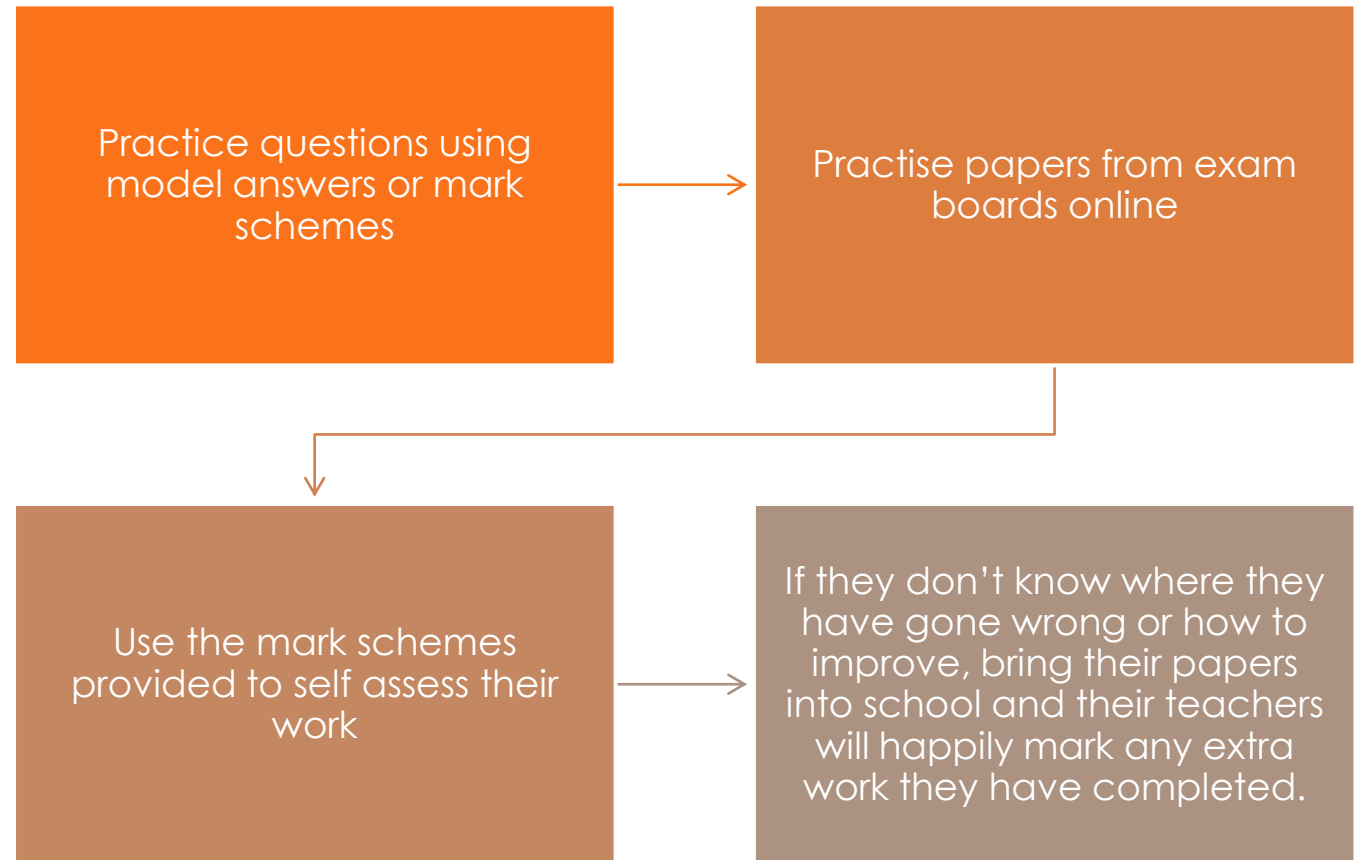 Practice questions using
model answers or mark
schemes
Practise papers from exam
boards online
Use the mark schemes
provided to self assess their
work
If they don’t know where they
have gone wrong or how to
improve, bring their papers
into school and their teachers
will happily mark any extra
work they have completed.